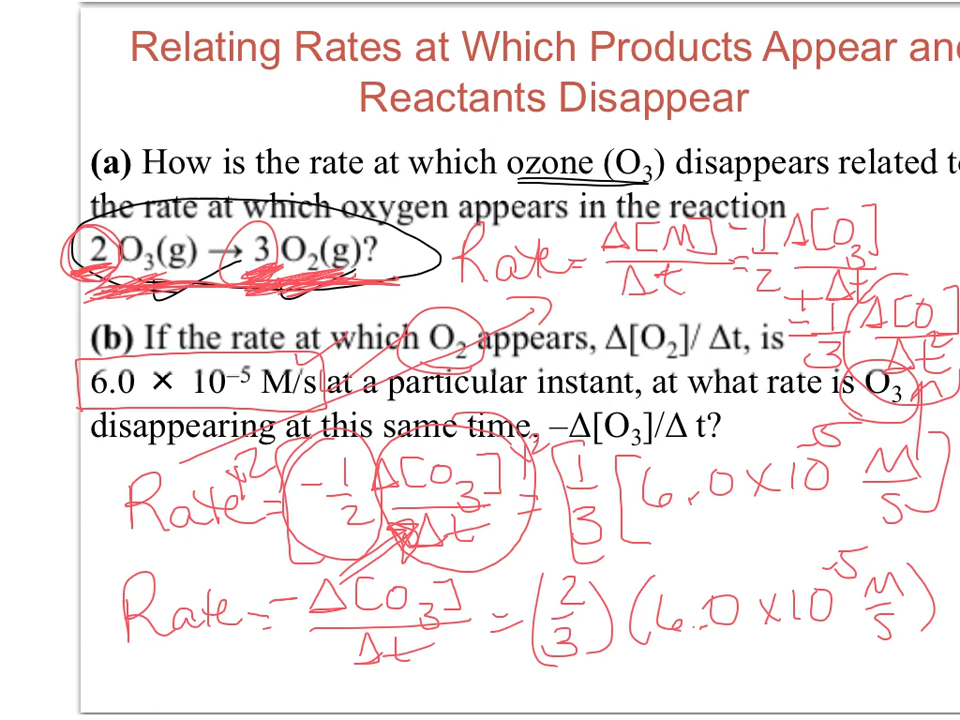 Relating Rates at Which Products Appear an
Reactants Disappear
(a) How is the rate at which ozone (O₃) disappears related t
the rate at which oxygen appears in the reaction
2 O₃(g) → 3 O₂(g)?
Rate = Δ[M]/Δt = -1/2 Δ[O₃]/Δt
= +1/3 Δ[O₂]/Δt
(b) If the rate at which O₂ appears, Δ[O₂]/ Δt, is
6.0 × 10⁻⁵ M/s at a particular instant, at what rate is O₃
disappearing at this same time, –Δ[O₃]/Δ t?
Rate = -1/2 Δ[O₃]/Δt = 1/3 [6.0 x 10⁻⁵ M/s]
Rate = -Δ[O₃]/Δt = (2/3) (6.0 x 10⁻⁵ M/s)